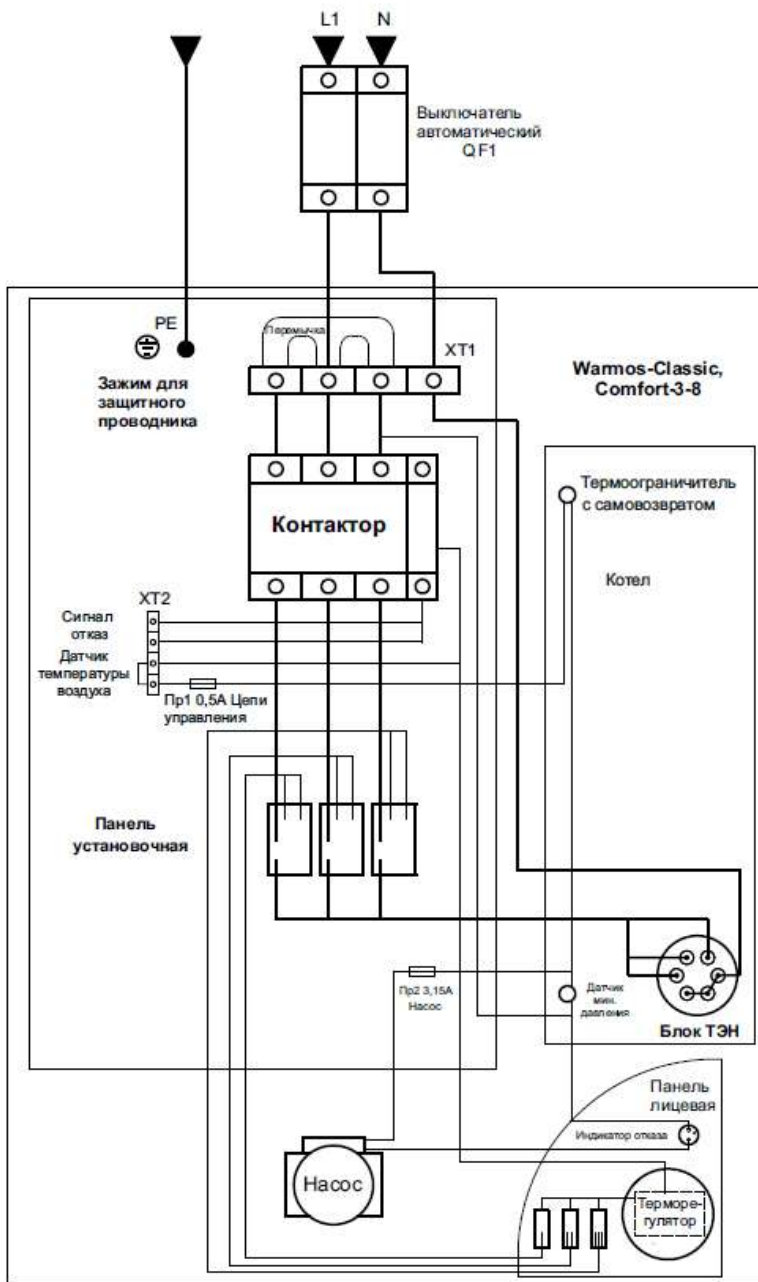 L1 N
Выключатель
автоматический
QF1
PE
Перемычка
XT1
Зажим для
защитного
проводника
Warmos-Classic,
Comfort-3-8
Термоограничитель
с самовозвратом
Контактор
Котел
XT2
Сигнал
отказ
Датчик
температуры
воздуха
Пр1 0,5А Цепи
управления
Панель
установочная
Пр2 3,15А
Насос
Датчик
мин.
давления
Блок ТЭН
Панель
лицевая
Индикатор отказа
Насос
Терморе-
гулятор